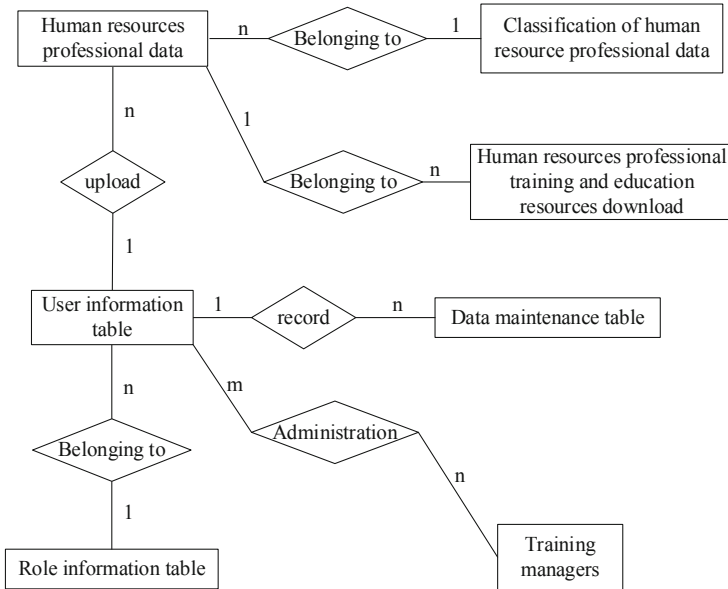 Human resources
professional data
n
Belonging to
1
Classification of human
resource professional data
n
1
upload
Belonging to
n
Human resources professional
training and education
resources download
1
User information
table
1
record
n
Data maintenance table
n
m
Belonging to
Administration
1
n
Role information table
Training
managers